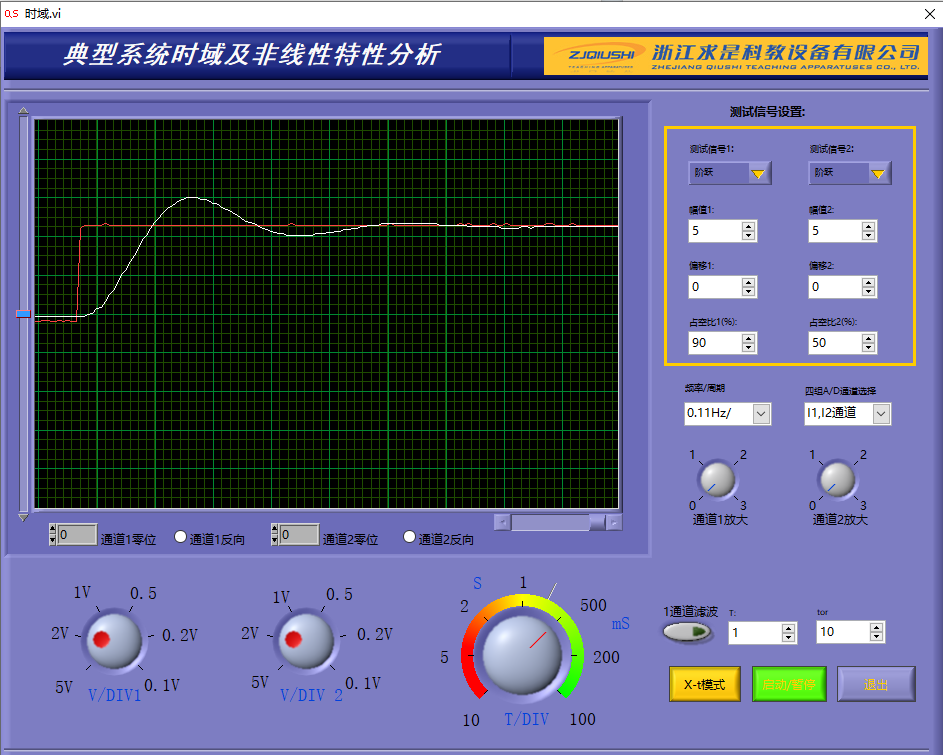 时域.vi
典型系统时域及非线性特性分析
ZJQIUSHI
浙江求是科教设备有限公司
TEACHING APPARATUSES
ZHEJIANG QIUSHI TEACHING APPARATUSES CO., LTD.
测试信号设置:
测试信号1: 测试信号2:
阶跃 阶跃
幅值1: 幅值2:
5 5
偏移1: 偏移2:
0 0
占空比1(%): 占空比2(%):
90 50
频率/周期 四组A/D通道选择
0.11Hz/ I1,I2通道
1 2 1 2
0 3 0 3
通道1放大 通道2放大
0 通道1零位 通道1反向 0 通道2零位 通道2反向
1V 0.5 1V 0.5
2V 0.2V 2V 0.2V
5V V/DIV1 0.1V 5V V/DIV 2 0.1V
S 1
2 500
mS
5 200
10 T/DIV 100
1通道滤波 T: tor
1 10
X-t模式 启动/暂停 退出